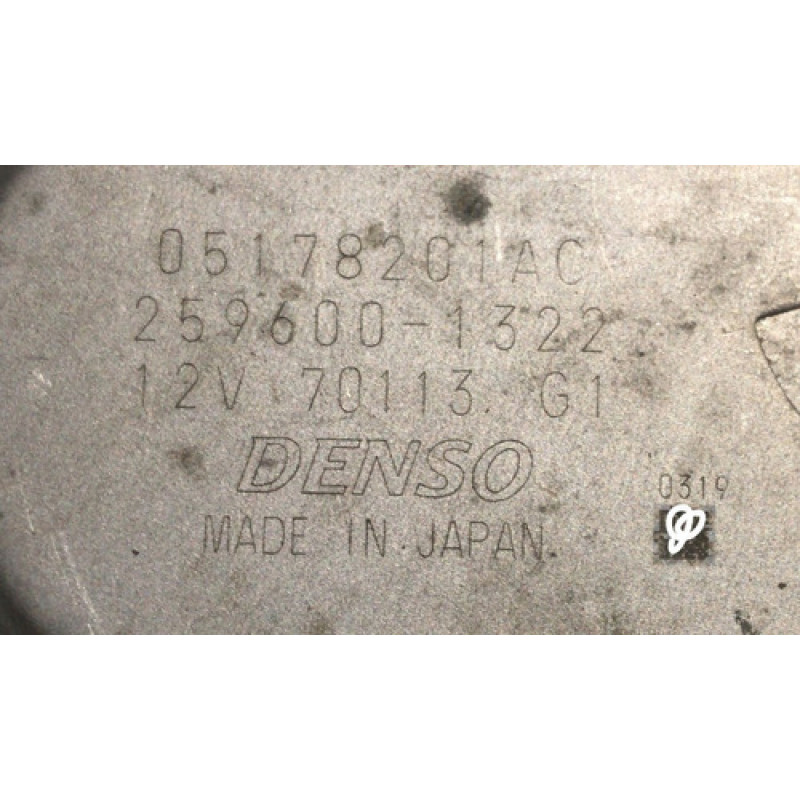 05178201AC
259600-1322
12V 70113. G1
DENSO
0319
MADE IN JAPAN.